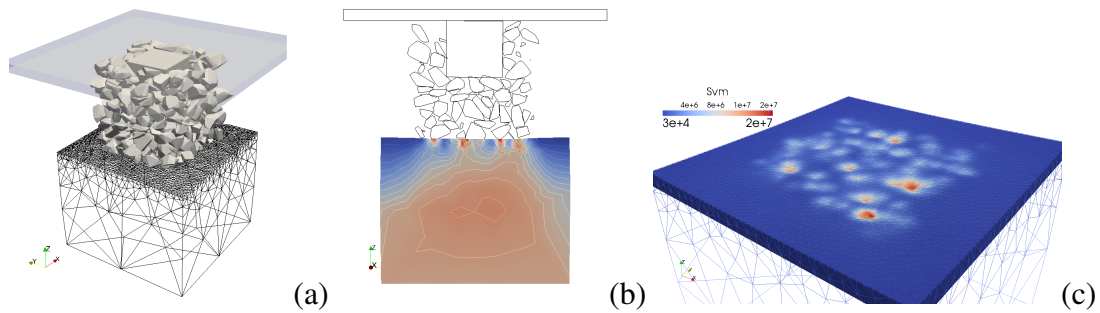 Svm
4e+6 8e+6 1e+7 2e+7
3e+4 2e+7
Z
Y X
(a)
Z
X
(b)
Z
Y
X
(c)